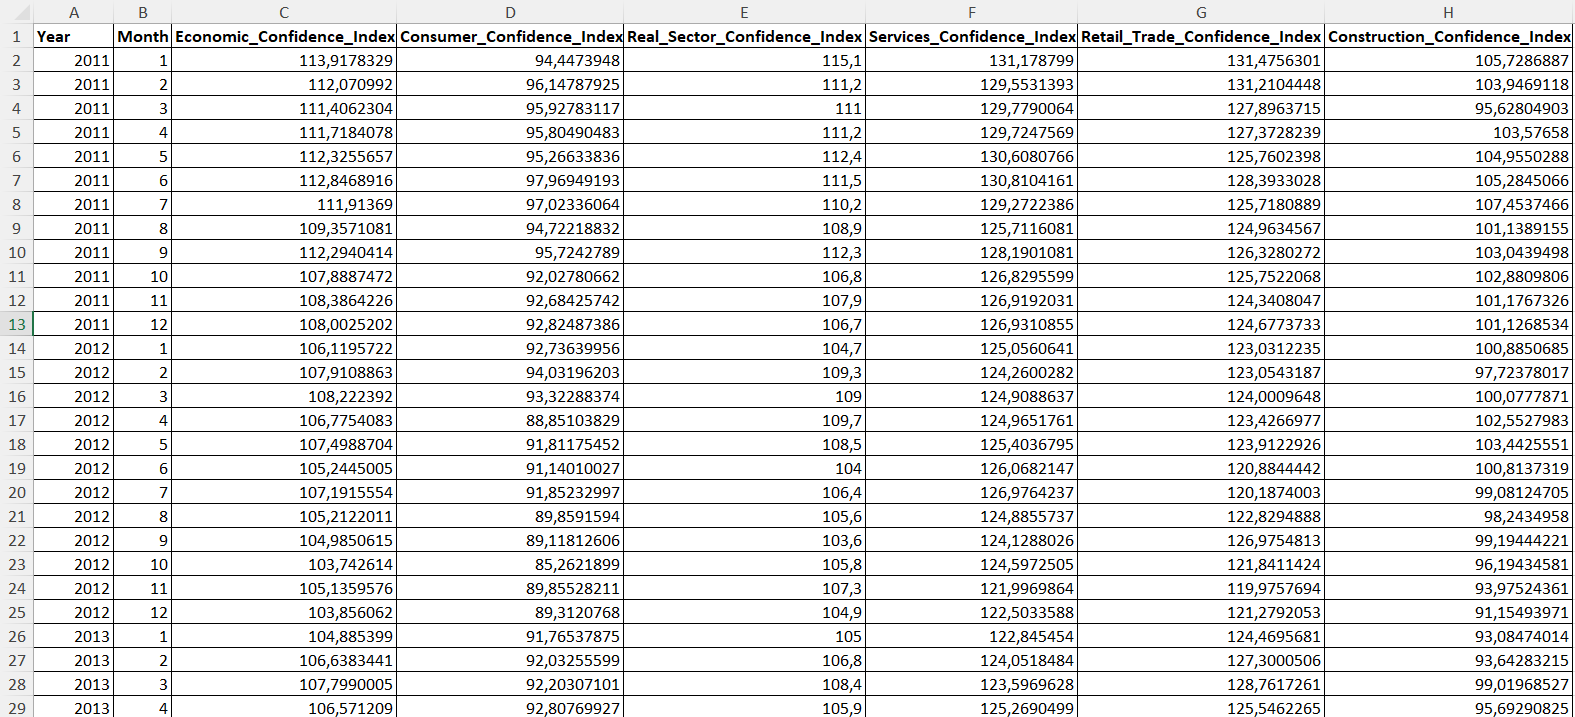 A B C D E F G H
1 Year Month Economic_Confidence_Index Consumer_Confidence_Index Real_Sector_Confidence_Index Services_Confidence_Index Retail_Trade_Confidence_Index Construction_Confidence_Index
2 2011 1 113,9178329 94,4473948 115,1 131,178799 131,4756301 105,7286887
3 2011 2 112,070992 96,14787925 111,2 129,5531393 131,2104448 103,9469118
4 2011 3 111,4062304 95,92783117 111 129,7790064 127,8963715 95,62804903
5 2011 4 111,7184078 95,80490483 111,2 129,7247569 127,3728239 103,57658
6 2011 5 112,3255657 95,26633836 112,4 130,6080766 125,7602398 104,9550288
7 2011 6 112,8468916 97,96949193 111,5 130,8104161 128,3933028 105,2845066
8 2011 7 111,91369 97,02336064 110,2 129,2722386 125,7180889 107,4537466
9 2011 8 109,3571081 94,72218832 108,9 125,7116081 124,9634567 101,1389155
10 2011 9 112,2940414 95,7242789 112,3 128,1901081 126,3280272 103,0439498
11 2011 10 107,8887472 92,02780662 106,8 126,8295599 125,7522068 102,8809806
12 2011 11 108,3864226 92,68425742 107,9 126,9192031 124,3408047 101,1767326
13 2011 12 108,0025202 92,82487386 106,7 126,9310855 124,6773733 101,1268534
14 2012 1 106,1195722 92,73639956 104,7 125,0560641 123,0312235 100,8850685
15 2012 2 107,9108863 94,03196203 109,3 124,2600282 123,0543187 97,72378017
16 2012 3 108,222392 93,32288374 109 124,9088637 124,0009648 100,0777871
17 2012 4 106,7754083 88,85103829 109,7 124,9651761 123,4266977 102,5527983
18 2012 5 107,4988704 91,81175452 108,5 125,4036795 123,9122926 103,4425551
19 2012 6 105,2445005 91,14010027 104 126,0682147 120,8844442 100,8137319
20 2012 7 107,1915554 91,85232997 106,4 126,9764237 120,1874003 99,08124705
21 2012 8 105,2122011 89,8591594 105,6 124,8855737 122,8294888 98,2434958
22 2012 9 104,9850615 89,11812606 103,6 124,1288026 126,9754813 99,19444221
23 2012 10 103,742614 85,2621899 105,8 124,5972505 121,8411424 96,19434581
24 2012 11 105,1359576 89,85528211 107,3 121,9969864 119,9757694 93,97524361
25 2012 12 103,856062 89,3120768 104,9 122,5033588 121,2792053 91,15493971
26 2013 1 104,885399 91,76537875 105 122,845454 124,4695681 93,08474014
27 2013 2 106,6383441 92,03255599 106,8 124,0518484 127,3000506 93,64283215
28 2013 3 107,7990005 92,20307101 108,4 123,5969628 128,7617261 99,01968527
29 2013 4 106,571209 92,80769927 105,9 125,2690499 125,5462265 95,69290825